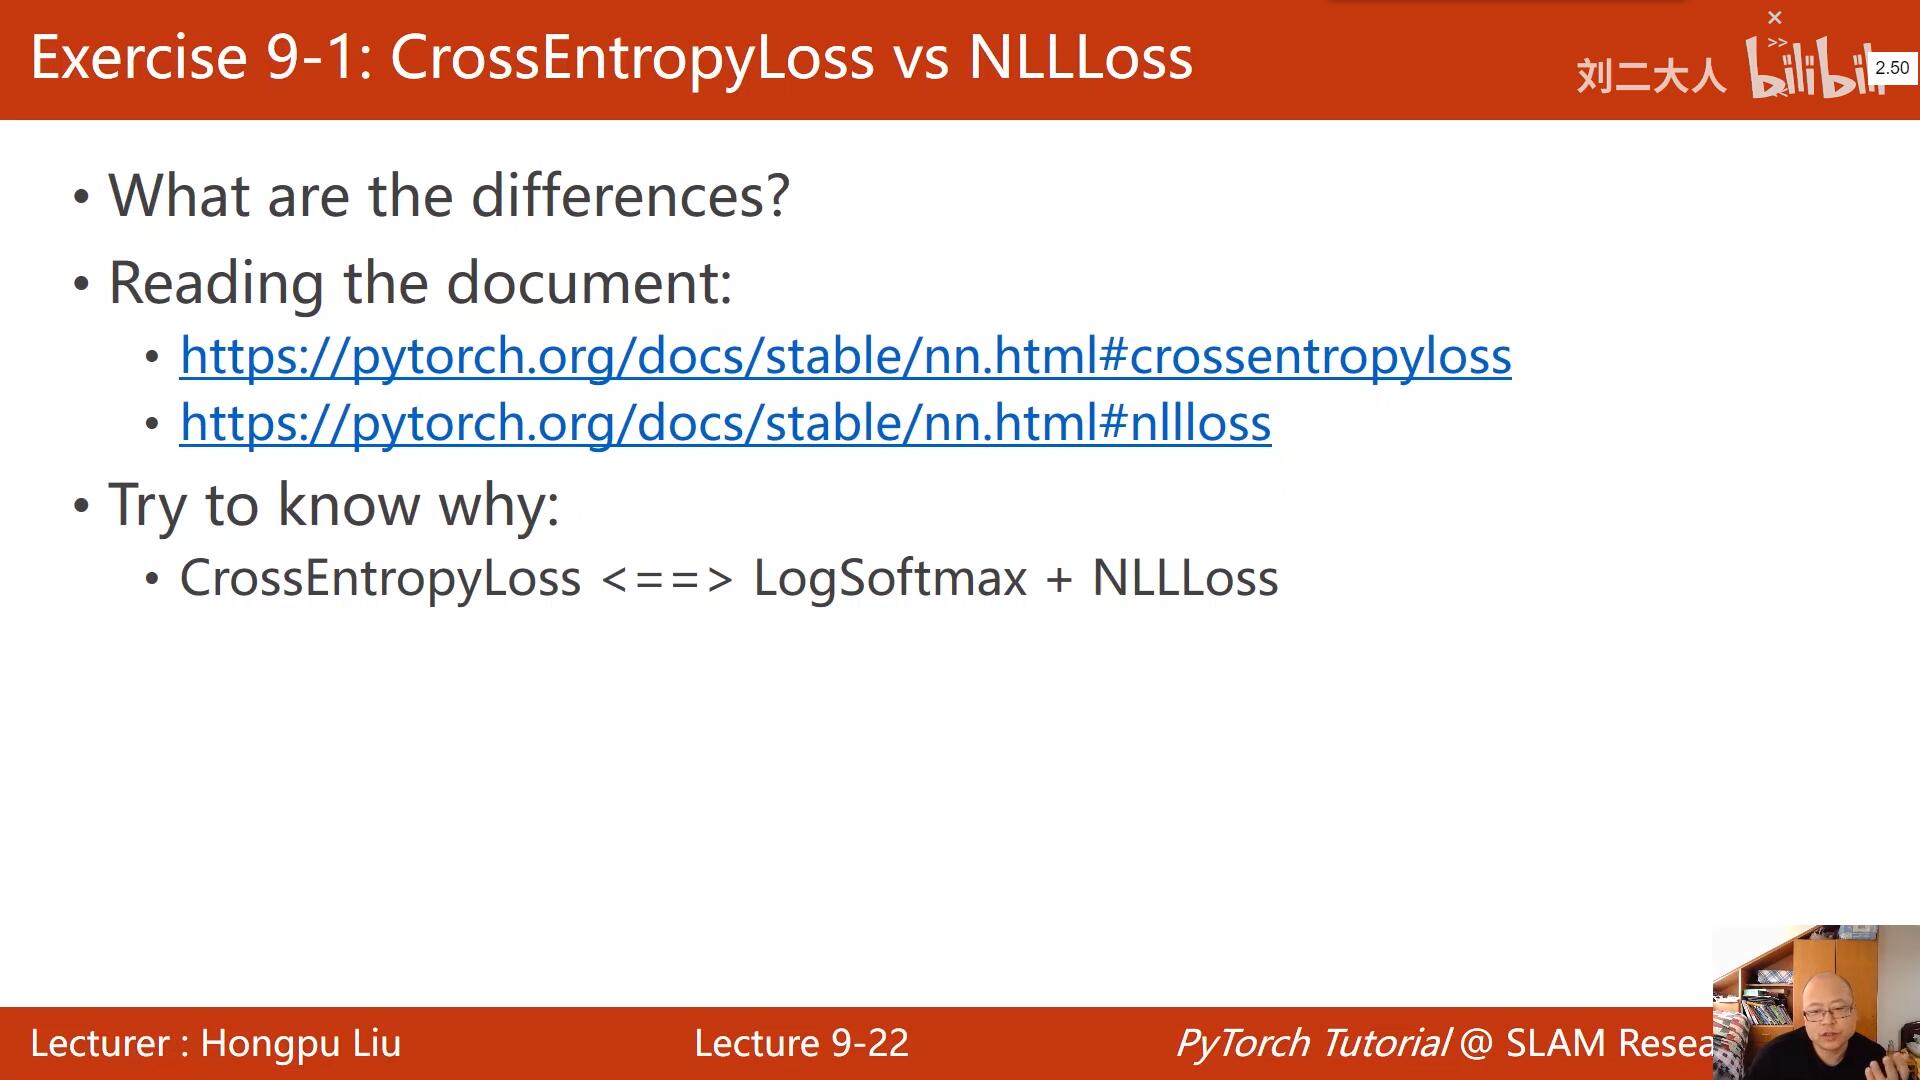 Exercise 9-1: CrossEntropyLoss vs NLLLoss
刘二大人
2.50
• What are the differences?
• Reading the document:
• https://pytorch.org/docs/stable/nn.html#crossentropyloss
• https://pytorch.org/docs/stable/nn.html#nllloss
• Try to know why:
• CrossEntropyLoss <==> LogSoftmax + NLLLoss
Lecturer : Hongpu Liu
Lecture 9-22
PyTorch Tutorial @ SLAM Resea